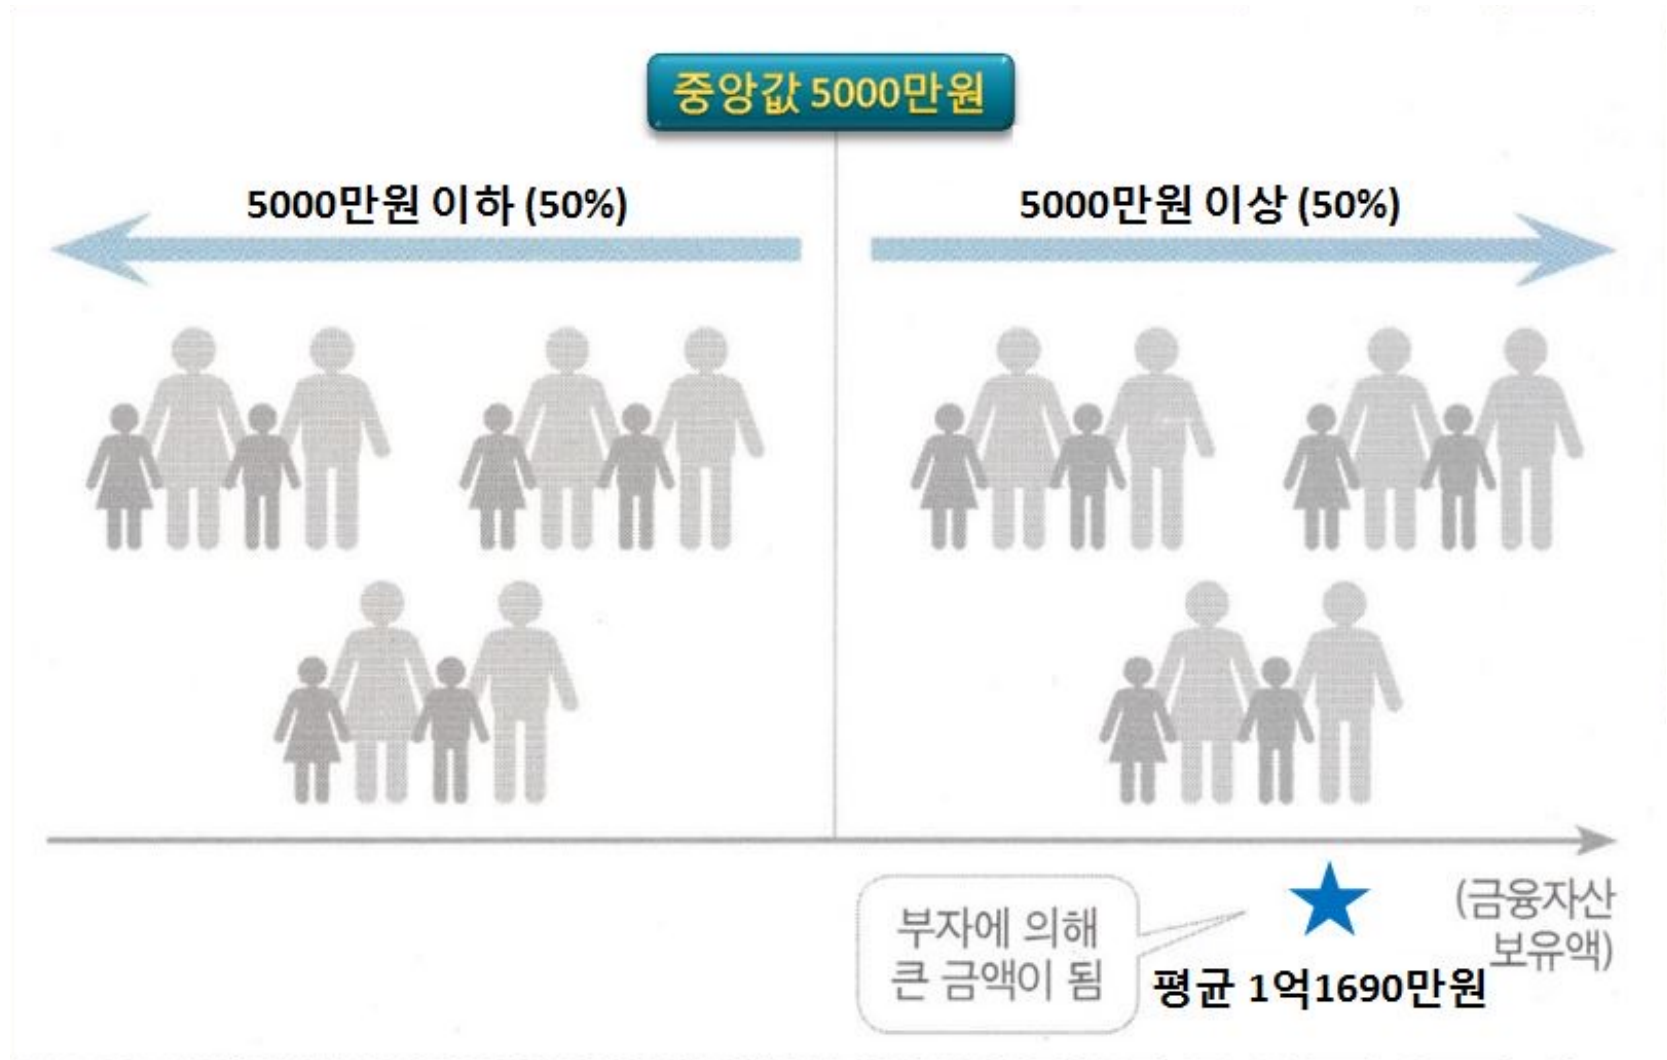 중앙값 5000만원
5000만원 이하 (50%)
5000만원 이상 (50%)
부자에 의해
큰 금액이 됨
평균 1억1690만원
(금융자산
보유액)